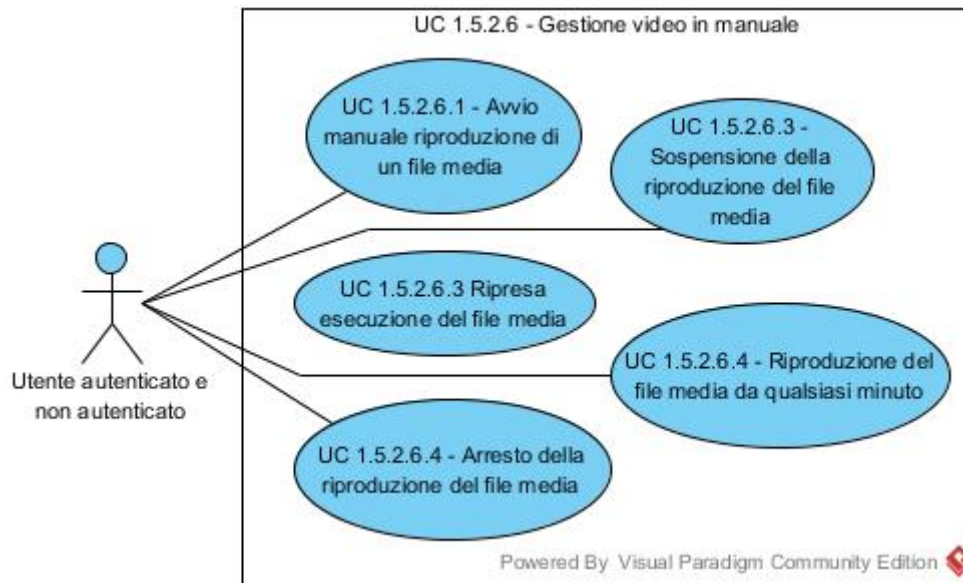 UC 1.5.2.6 - Gestione video in manuale
UC 1.5.2.6.1 - Avvio
manuale riproduzione di
un file media
UC 1.5.2.6.3 -
Sospensione della
riproduzione del file
media
UC 1.5.2.6.3 Ripresa
esecuzione del file media
UC 1.5.2.6.4 - Riproduzione del
file media da qualsiasi minuto
Utente autenticato e
non autenticato
UC 1.5.2.6.4 - Arresto della
riproduzione del file media
Powered By Visual Paradigm Community Edition